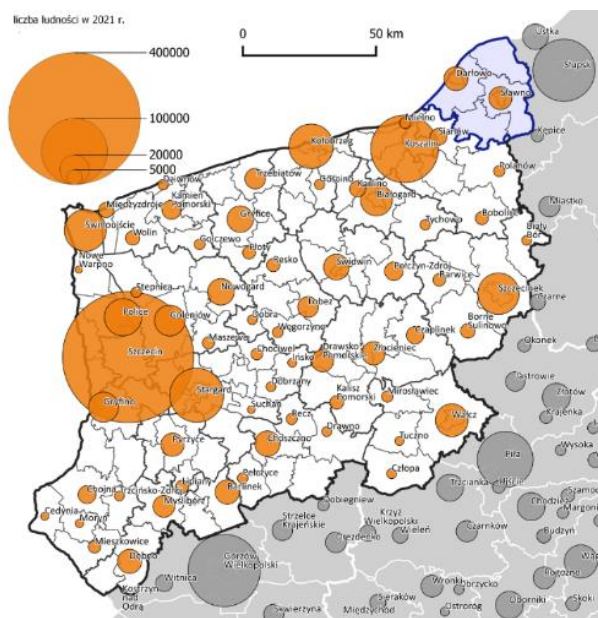 liczba ludności w 2021 r.
400000
0
50 km
100000
20000
5000
Ustka
Słupsk
Darłowo
Sławno
Mielno
Kołobrzeg
Koszalin
Sianów
Kępice
Polanów
Dziwnów
Trzebiatów
Gościno
Karlino
Białogard
Miastko
Międzyzdroje
Kamień
Pomorski
Gryfice
Świnoujście
Wolin
Golczewo
Płoty
Tychowo
Bobolice
Biały
Bór
Nowe
Warpno
Resko
Świdwin
Połczyn-Zdrój
Barwice
Szczecinek
Stepnica
Nowogard
Czarne
Police
Goleniów
Dobra
Łobez
Węgorzyno
Czaplinek
Borne
Sulinowo
Szczecin
Maszewo
Chociwel
Ińsko
Drawsko
Pomorskie
Złocieniec
Okonek
Dobrzany
Stargard
Kalisz
Pomorski
Mirosławiec
Jastrowie
Złotów
Gryfino
Suchań
Recz
Drawno
Wałcz
Krajenka
Pyrzyce
Choszczno
Tuczno
Wysoka
Piła
Pełczyce
Człopa
Chojna
Trzcińsko-Zdrój
Lipiany
Barlinek
Trzcianka
Ujście
Cedynia
Moryń
Myślibórz
Dobiegniew
Chodzież
Szamoc
Margoni
Strzelce
Krajeńskie
Krzyż
Wielkopolski
Drezdenko
Wieleń
Czarnków
Budzyń
Mieszkowice
Dębno
Gorzów
Wielkopolski
Wąg
Witnica
Rogoźno
Kostrzyn
nad
Odrą
Wronki
Obrzycko
Sieraków
Międzychód
Oborniki
Skoki
Skwierzyna
Ostroróg